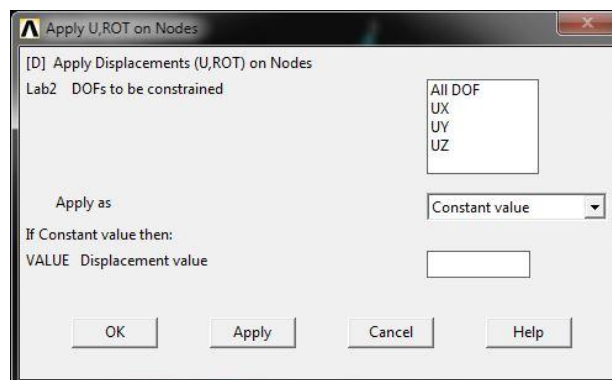 Apply U,ROT on Nodes
[D] Apply Displacements (U,ROT) on Nodes
Lab2 DOFs to be constrained
All DOF
UX
UY
UZ
Apply as
Constant value
If Constant value then:
VALUE Displacement value
OK Apply Cancel Help